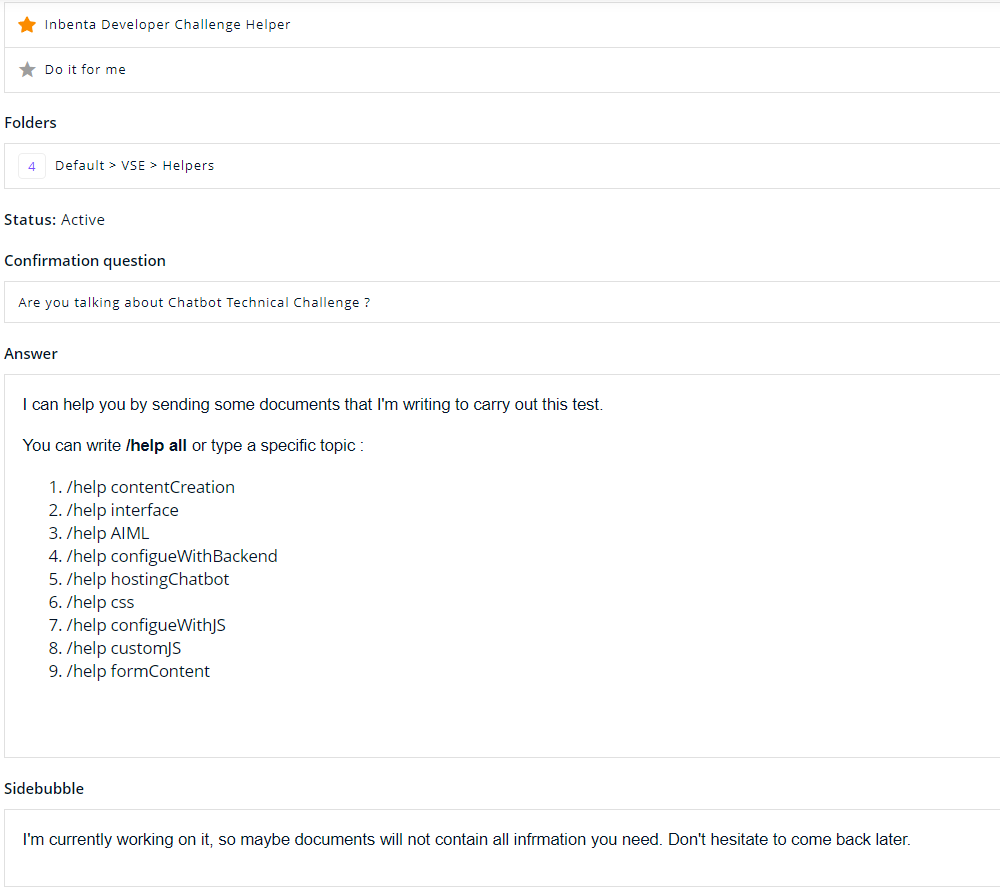 Inbenta Developer Challenge Helper
Do it for me
Folders
4 Default > VSE > Helpers
Status: Active
Confirmation question
Are you talking about Chatbot Technical Challenge ?
Answer
I can help you by sending some documents that I'm writing to carry out this test.
You can write /help all or type a specific topic :
1. /help contentCreation
2. /help interface
3. /help AIML
4. /help configueWithBackend
5. /help hostingChatbot
6. /help css
7. /help configueWithJS
8. /help customJS
9. /help formContent
Sidebubble
I'm currently working on it, so maybe documents will not contain all infrmation you need. Don't hesitate to come back later.